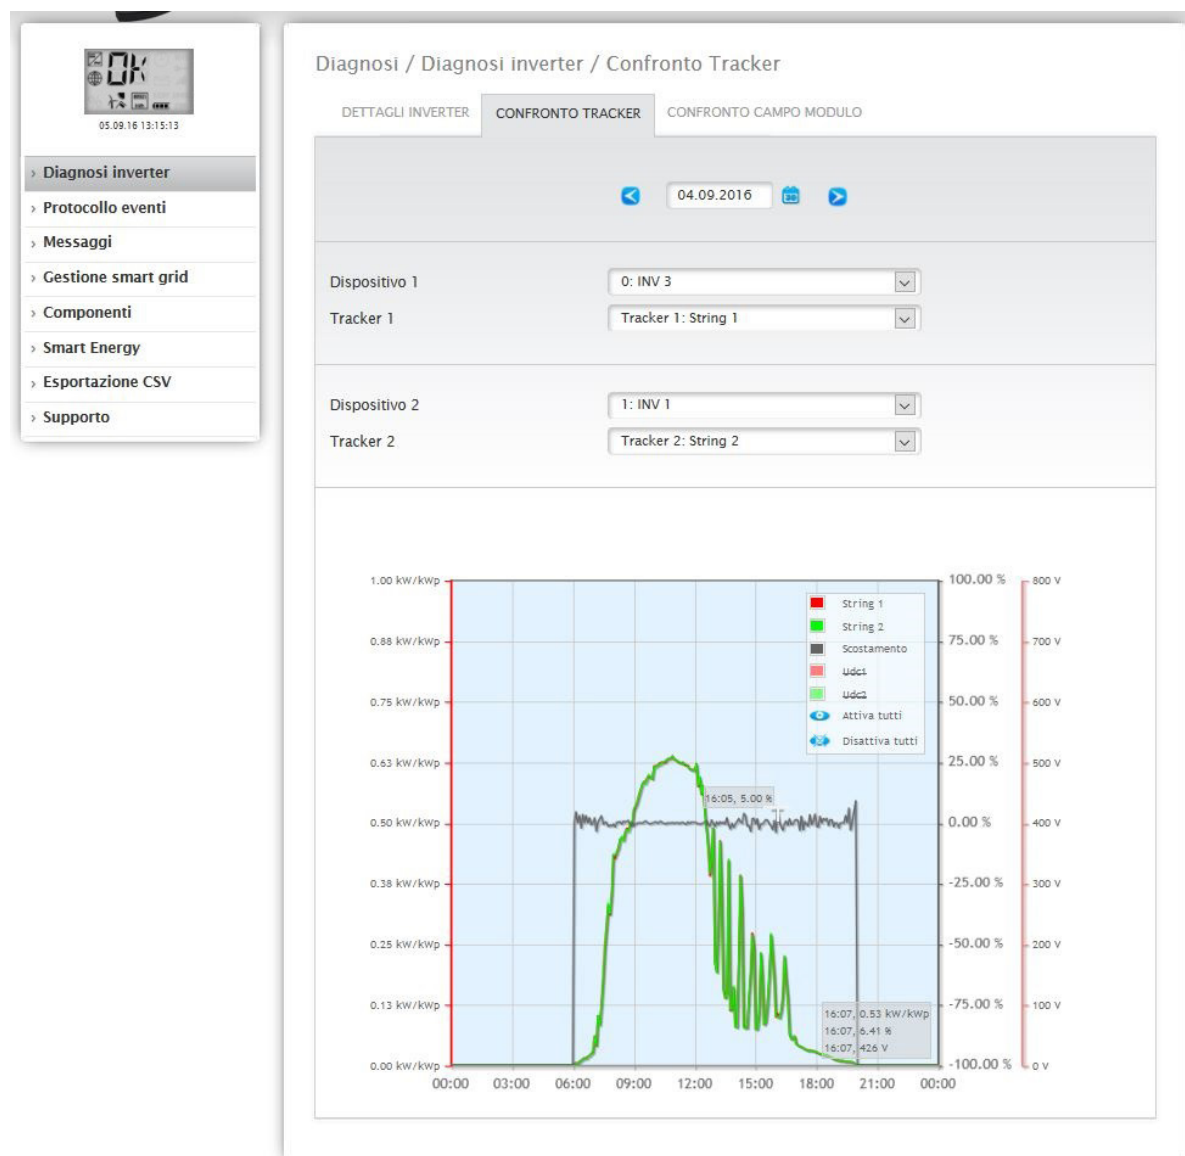 OK
05.09.16 13:15:13
Diagnosi inverter
Protocollo eventi
Messaggi
Gestione smart grid
Componenti
Smart Energy
Esportazione CSV
Supporto
Diagnosi / Diagnosi inverter / Confronto Tracker
DETTAGLI INVERTER CONFRONTO TRACKER CONFRONTO CAMPO MODULO
04.09.2016
Dispositivo 1 0: INV 3
Tracker 1 Tracker 1: String 1
Dispositivo 2 1: INV 1
Tracker 2 Tracker 2: String 2
1.00 kW/kWp 100.00 % 800 V
String 1
String 2
0.88 kW/kWp 75.00 % 700 V
Scostamento
Udc1
Udc2
0.75 kW/kWp 50.00 % 600 V
Attiva tutti
Disattiva tutti
0.63 kW/kWp 25.00 % 500 V
16:05, 5.00 %
0.50 kW/kWp 0.00 % 400 V
0.38 kW/kWp -25.00 % 300 V
0.25 kW/kWp -50.00 % 200 V
0.13 kW/kWp -75.00 % 100 V
16:07, 0.53 kW/kWp
16:07, 6.41 %
16:07, 426 V
0.00 kW/kWp -100.00 % 0 V
00:00 03:00 06:00 09:00 12:00 15:00 18:00 21:00 00:00